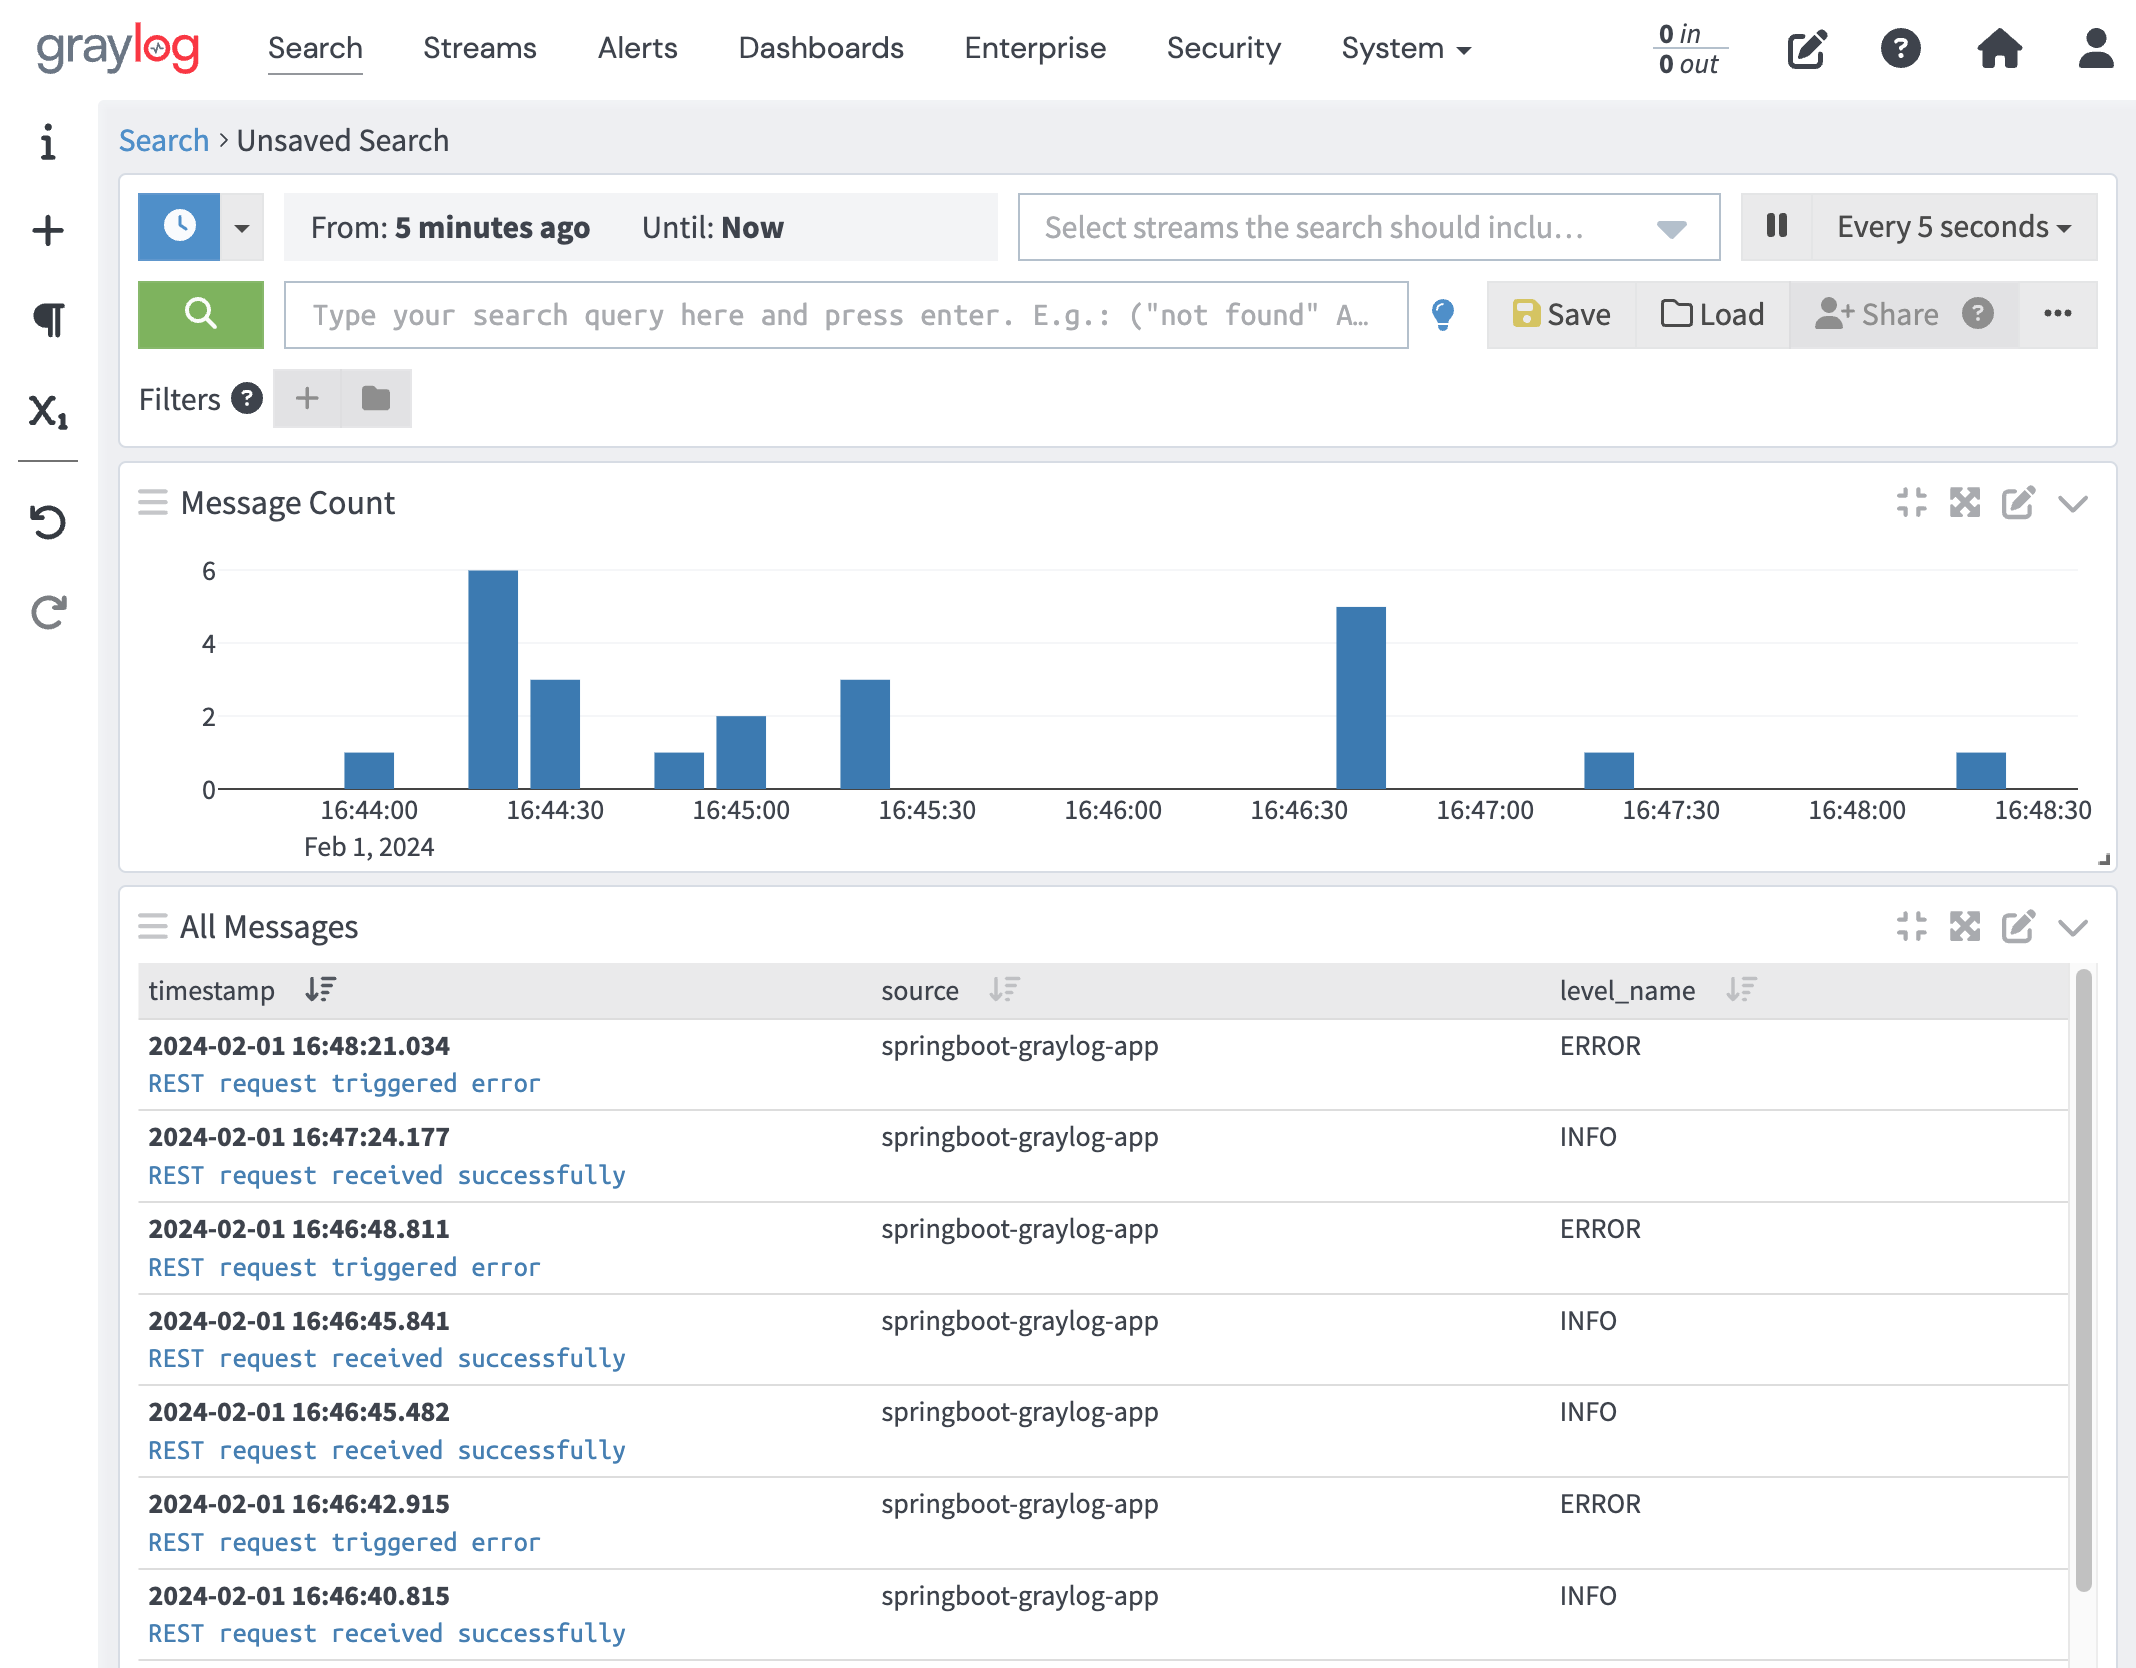 graylog Search Streams Alerts Dashboards Enterprise Security System 0 in
0 out
Search > Unsaved Search
From: 5 minutes ago Until: Now Select streams the search should inclu... Every 5 seconds
Type your search query here and press enter. E.g.: ("not found" A… Save Load Share
Filters
Message Count
6
4
2
0
16:44:00 16:44:30 16:45:00 16:45:30 16:46:00 16:46:30 16:47:00 16:47:30 16:48:00 16:48:30
Feb 1, 2024
All Messages
timestamp source level_name
2024-02-01 16:48:21.034 springboot-graylog-app ERROR
REST request triggered error
2024-02-01 16:47:24.177 springboot-graylog-app INFO
REST request received successfully
2024-02-01 16:46:48.811 springboot-graylog-app ERROR
REST request triggered error
2024-02-01 16:46:45.841 springboot-graylog-app INFO
REST request received successfully
2024-02-01 16:46:45.482 springboot-graylog-app INFO
REST request received successfully
2024-02-01 16:46:42.915 springboot-graylog-app ERROR
REST request triggered error
2024-02-01 16:46:40.815 springboot-graylog-app INFO
REST request received successfully